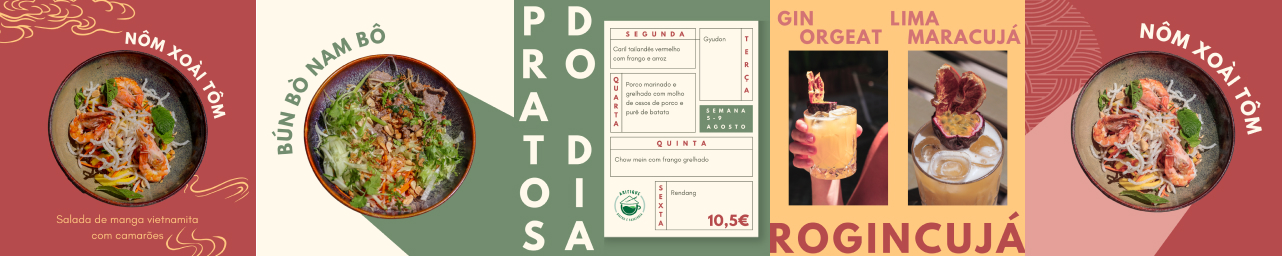 NÔM XOÀI TÔM
Salada de manga vietnamita
com camarões
BÚN BÒ NAM BÔ
PRATOS
DO DIA
SEGUNDA
Caril tailandês vermelho
com frango e arroz
Gyudon
TERÇA
QUARTA
Porco marinado e
grelhado com molho
de ossos de porco e
puré de batata
SEMANA
5-9
AGOSTO
QUINTA
Chow mein com frango grelhado
SEXTA
Rendang
10,5€
GIN
ORGEAT
LIMA
MARACUJÁ
ROGINCUJÁ
NÔM XOÀI TÔM